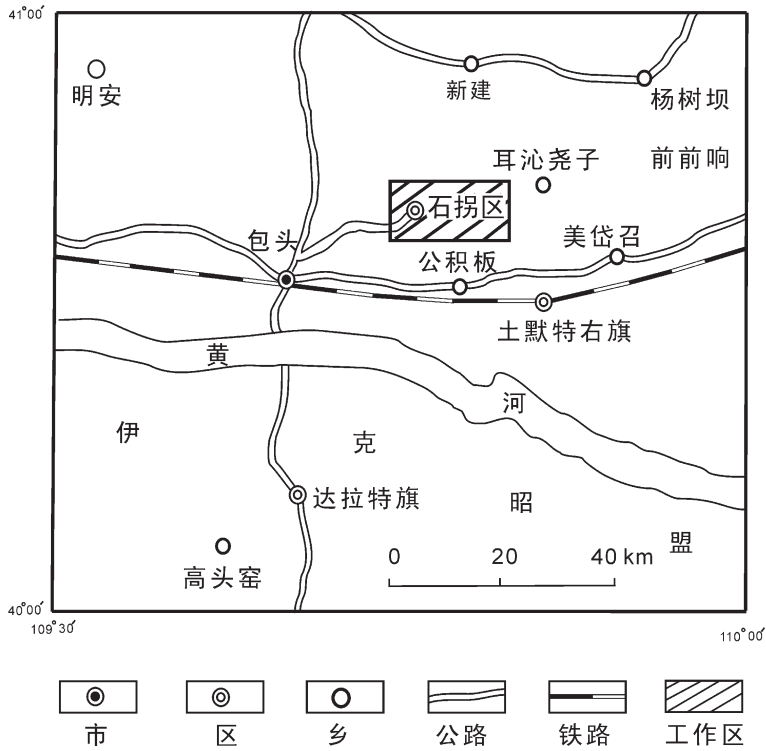 41°00′
明安
新建
杨树坝
耳沁尧子
前前响
石拐区
包头
美岱召
公积板
土默特右旗
黄
河
伊
克
昭
盟
达拉特旗
高头窑
0 20 40 km
40°00′
109°30′
110°00′
市 区 乡 公路 铁路 工作区